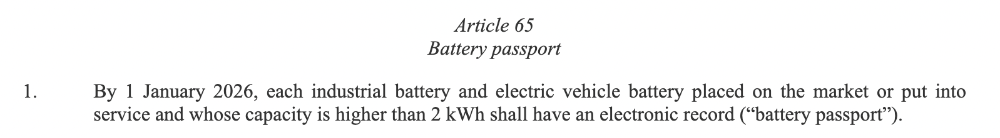 Article 65
Battery passport
1. By 1 January 2026, each industrial battery and electric vehicle battery placed on the market or put into
service and whose capacity is higher than 2 kWh shall have an electronic record (“battery passport”).